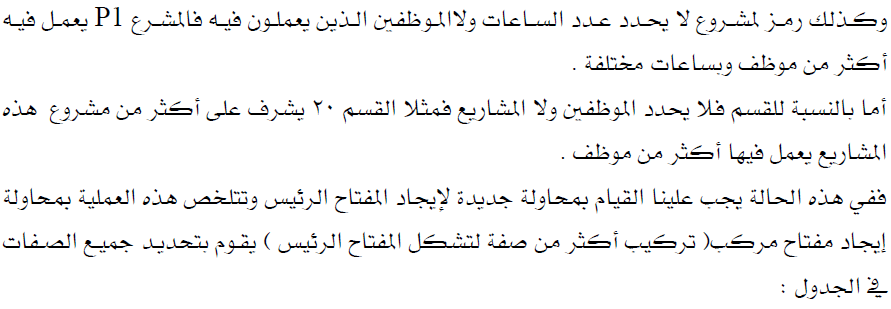 وكذلك رمز لمشروع لا يحدد عدد الساعات ولاالموظفين الذين يعملون فيه فالمشرع P1 يعمل فيه
أكثر من موظف وبساعات مختلفة .
أما بالنسبة للقسم فلا يحدد الموظفين ولا المشاريع فمثلا القسم ٢٠ يشرف على أكثر من مشروع هذه
المشاريع يعمل فيها أكثر من موظف .
ففي هذه الحالة يجب علينا القيام بمحاولة جديدة لإيجاد المفتاح الرئيس وتتلخص هذه العملية بمحاولة
إيجاد مفتاح مركب( تركيب أكثر من صفة لتشكل المفتاح الرئيس ) يقوم بتحديد جميع الصفات
في الجدول :